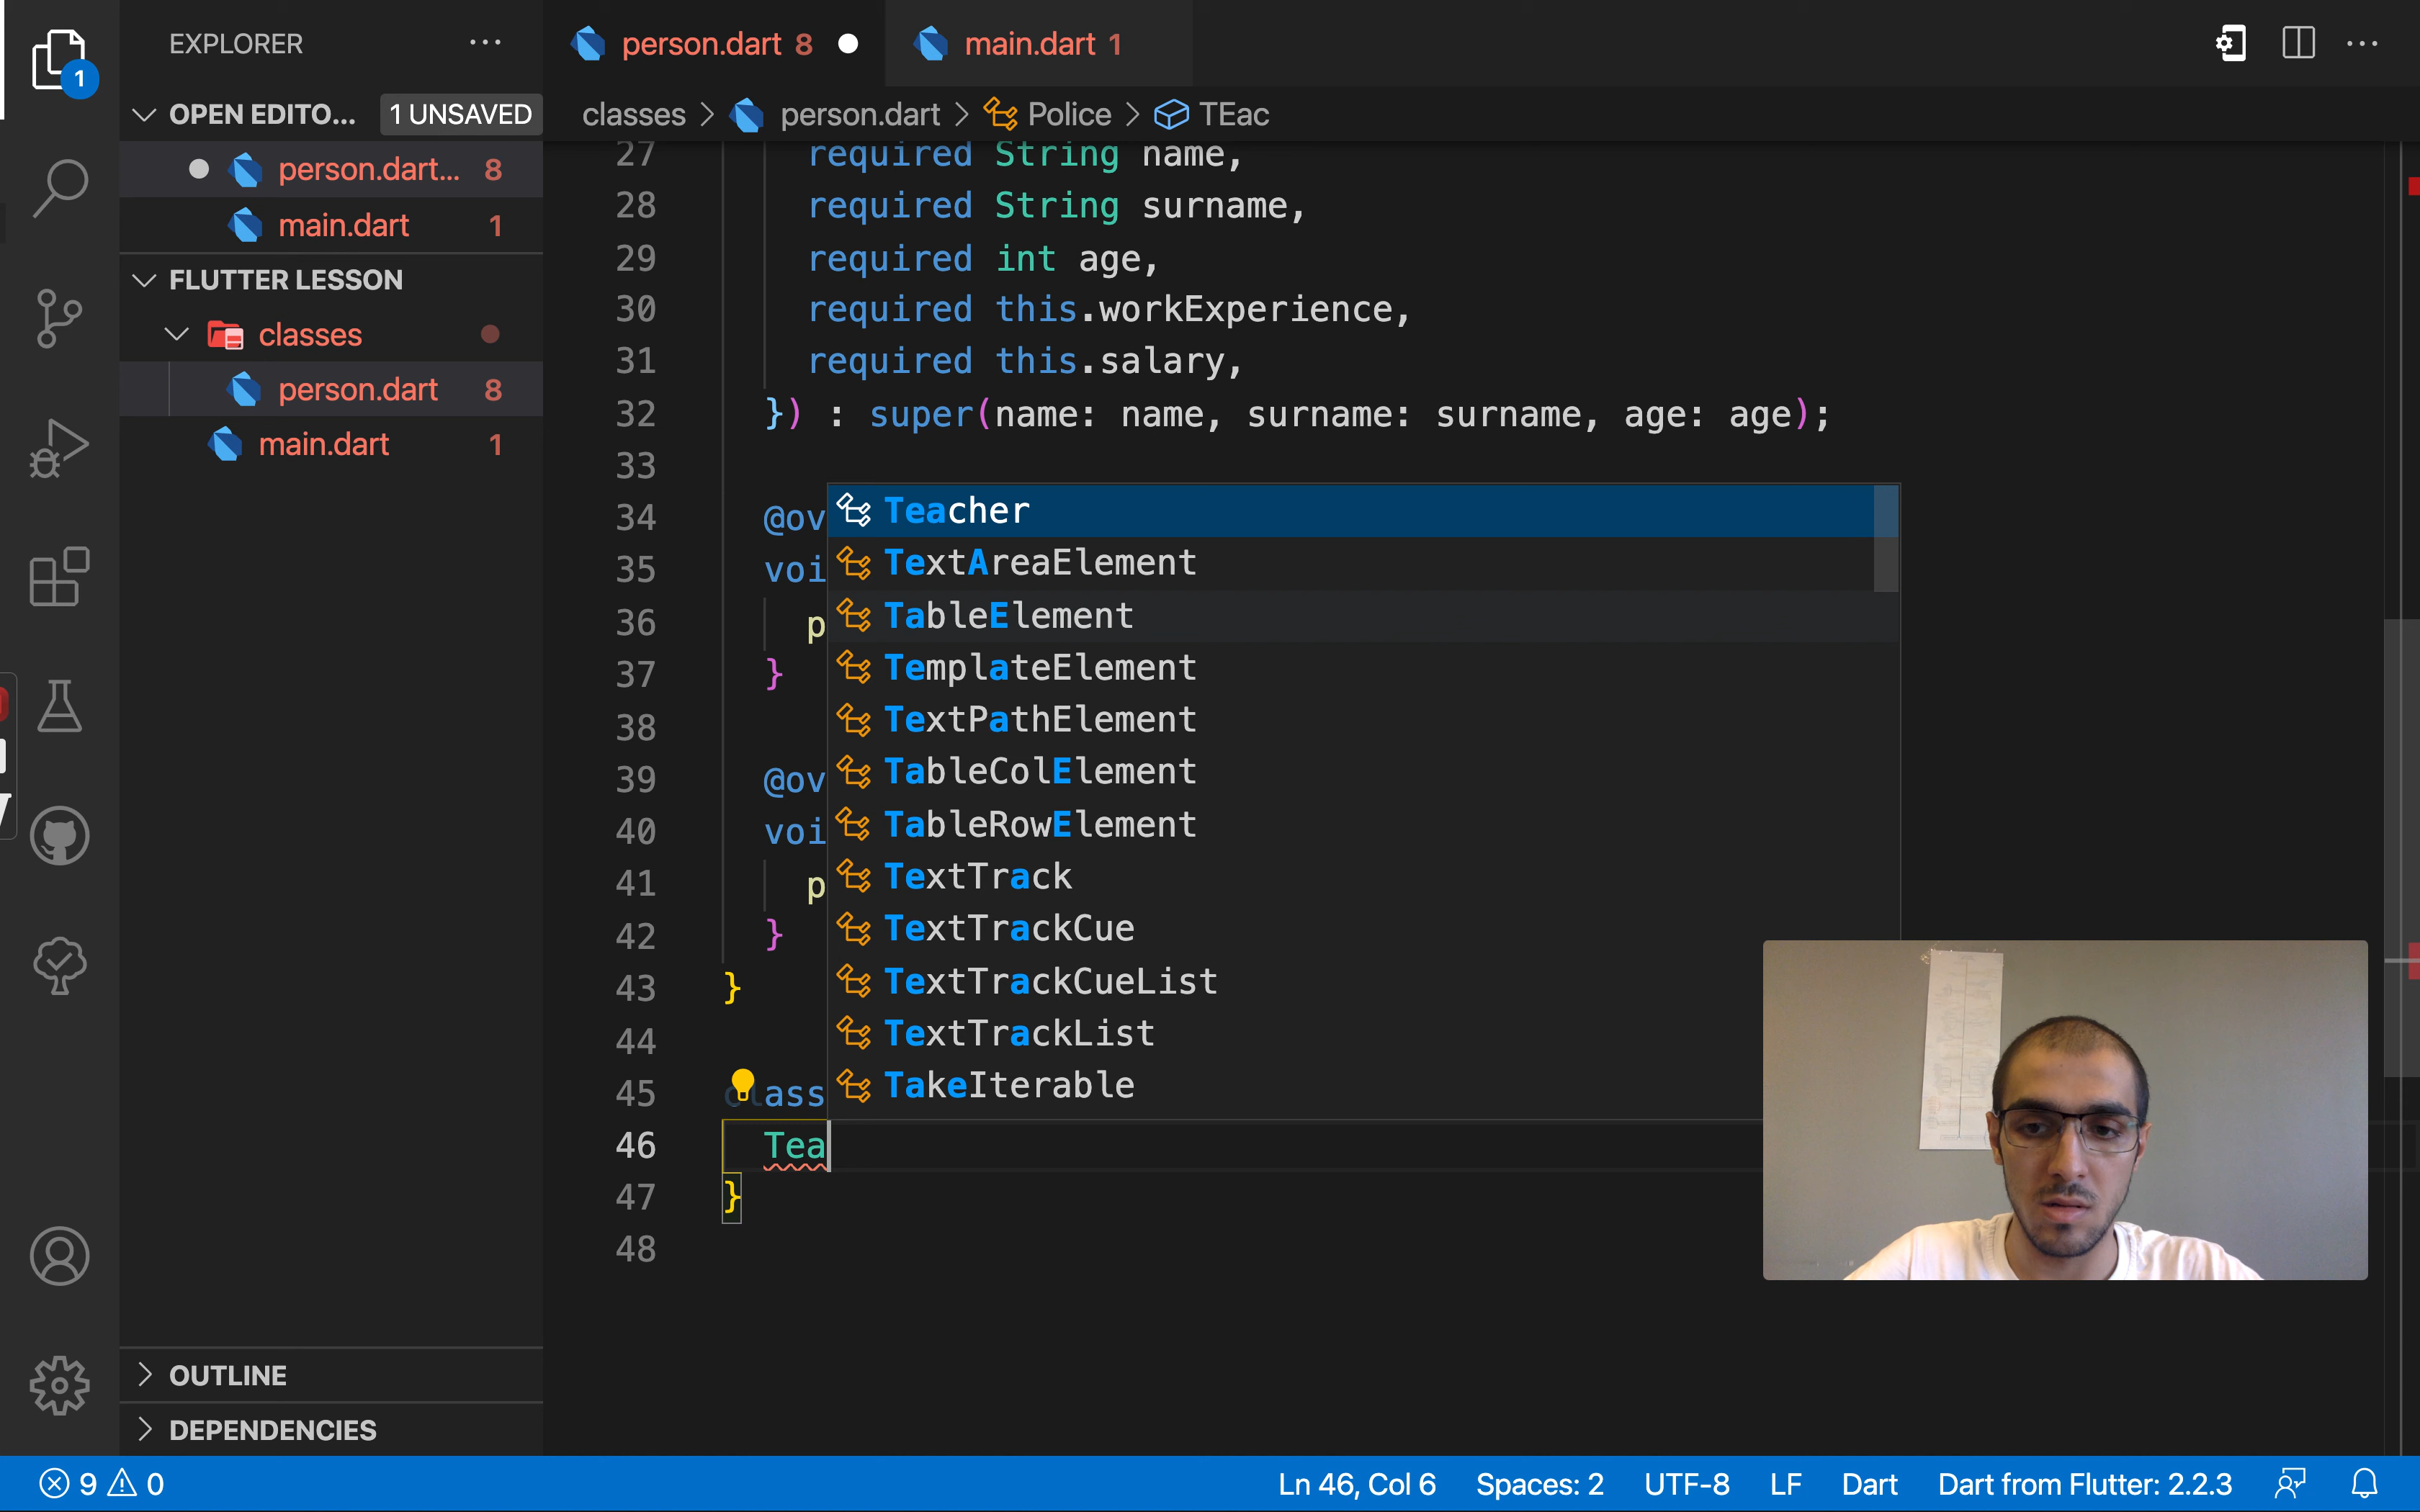 EXPLORER
person.dart 8
main.dart 1
1
OPEN EDITO... 1 UNSAVED
classes > person.dart > Police > TEac
person.dart... 8
main.dart 1
FLUTTER LESSON
classes
person.dart 8
main.dart 1
27 required String name,
28 required String surname,
29 required int age,
30 required this.workExperience,
31 required this.salary,
32 }) : super(name: name, surname: surname, age: age);
33
34 @ov
35 voi
36 p
37 }
38
39 @ov
40 voi
41 p
42 }
43 }
44
45 class
46 Tea
47 }
48
Teacher
TextAreaElement
TableElement
TemplateElement
TextPathElement
TableColElement
TableRowElement
TextTrack
TextTrackCue
TextTrackCueList
TextTrackList
TakeIterable
OUTLINE
DEPENDENCIES
9 0 Ln 46, Col 6 Spaces: 2 UTF-8 LF Dart Dart from Flutter: 2.2.3